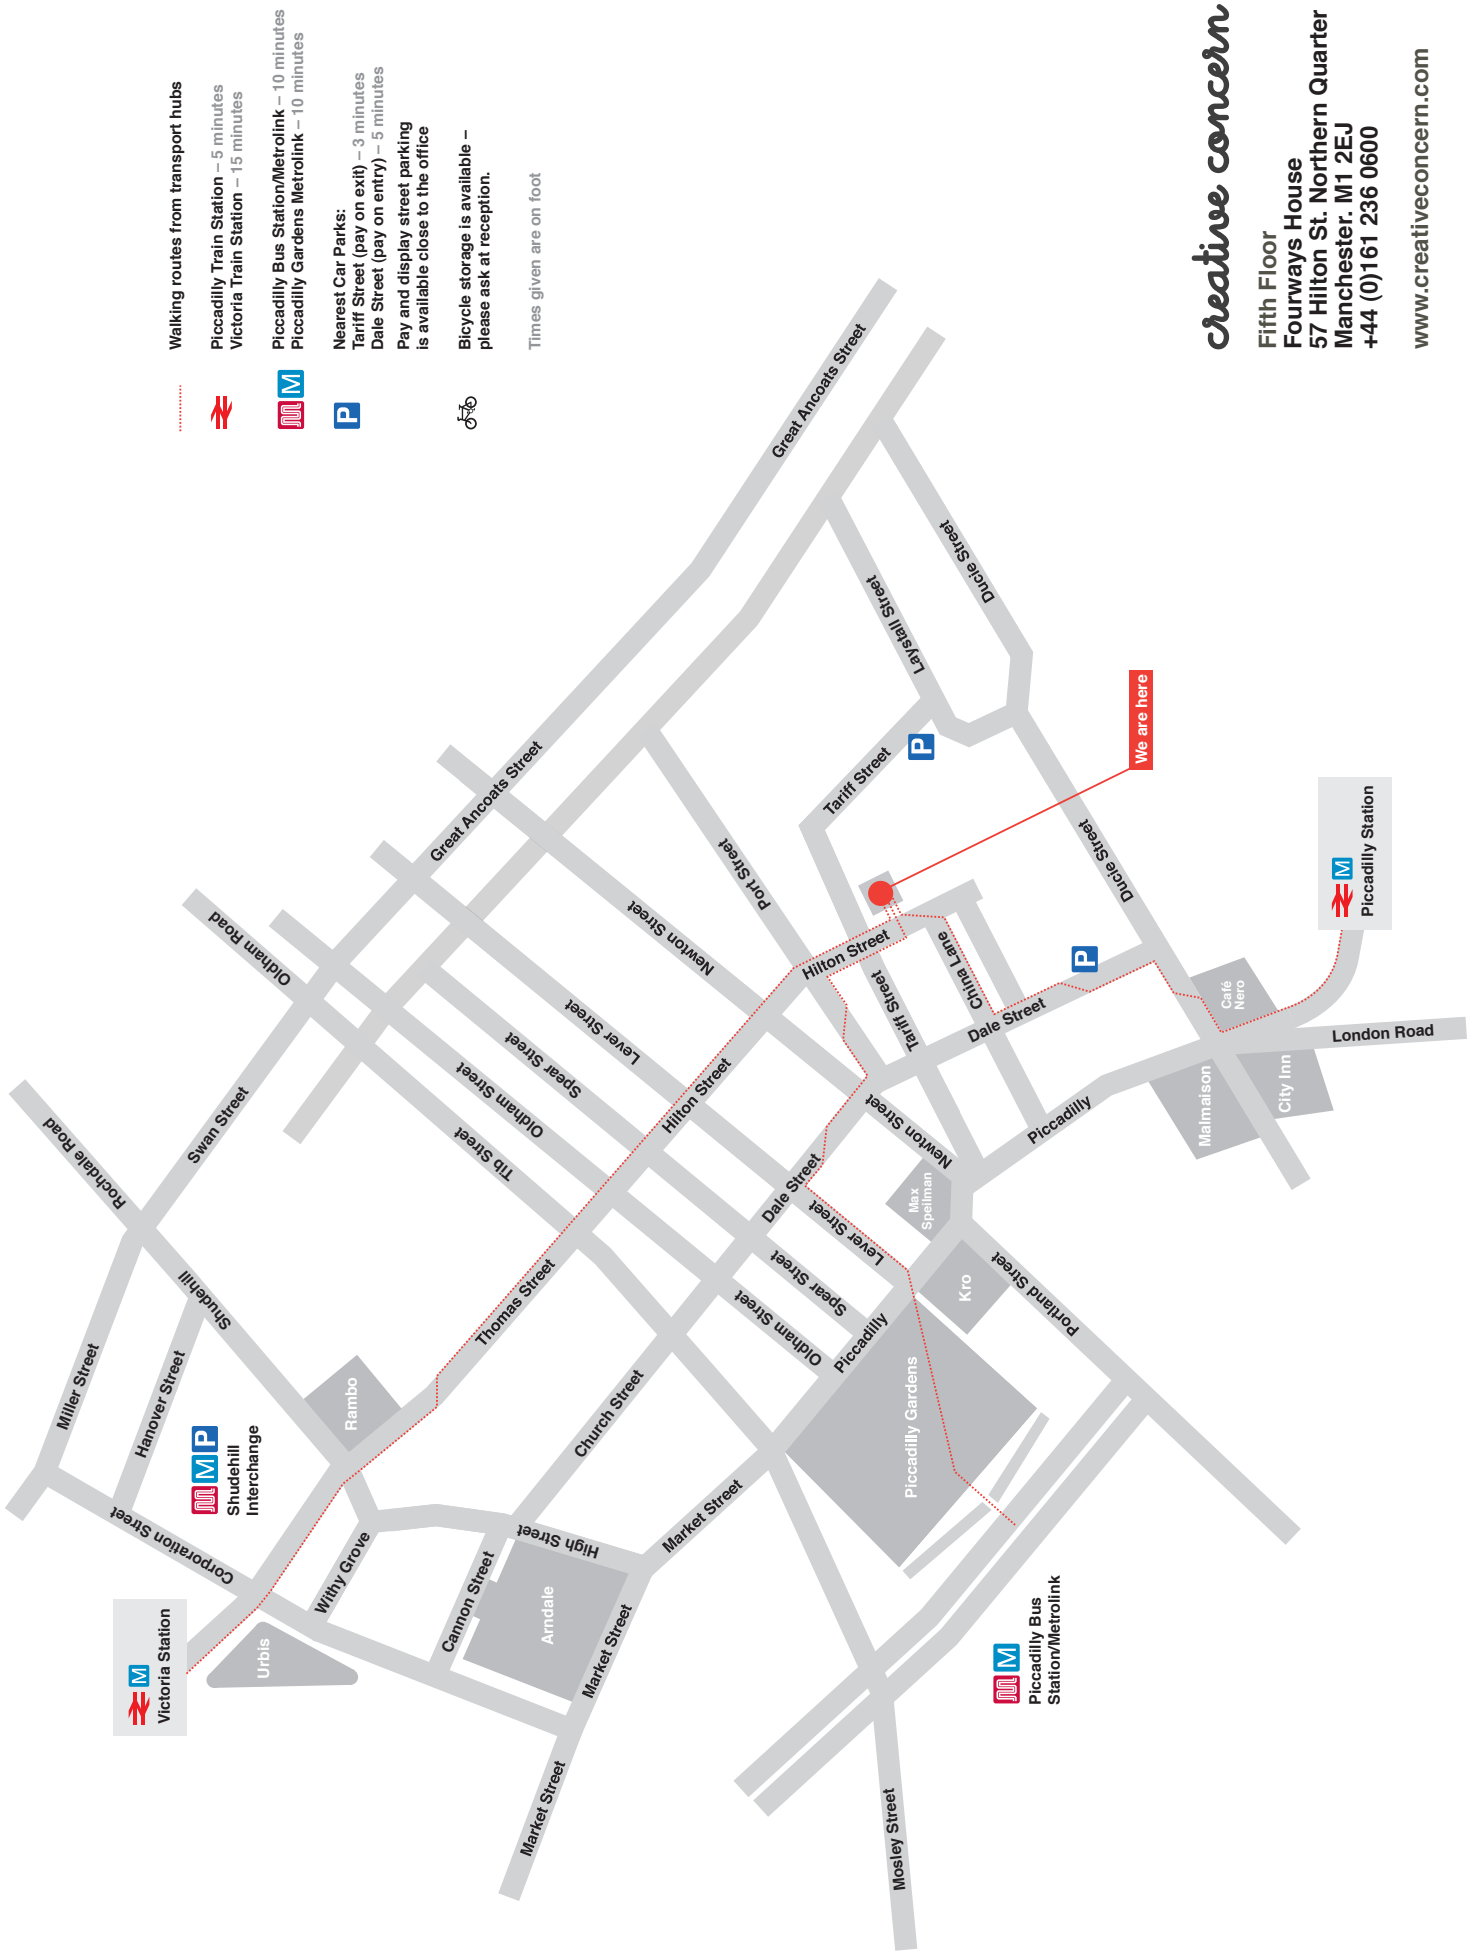 Walking routes from transport hubs
Piccadilly Train Station – 5 minutes
Victoria Train Station – 15 minutes
Piccadilly Bus Station/Metrolink – 10 minutes
Piccadilly Gardens Metrolink – 10 minutes
P
Nearest Car Parks:
Tariff Street (pay on exit) – 3 minutes
Dale Street (pay on entry) – 5 minutes
Pay and display street parking
is available close to the office
Bicycle storage is available –
please ask at reception.
Times given are on foot
creative concern
Fifth Floor
Fourways House
57 Hilton St. Northern Quarter
Manchester. M1 2EJ
+44 (0)161 236 0600
www.creativeconcern.com
M
Victoria Station
Urbis
Corporation Street
Miller Street
Hanover Street
M P
Shudehill
Interchange
Shudehill
Rochdale Road
Swan Street
Rambo
Withy Grove
Cannon Street
High Street
Arndale
Market Street
Market Street
Market Street
Church Street
Thomas Street
Tib Street
Oldham Street
Oldham Street
Oldham Road
Spear Street
Spear Street
Lever Street
Lever Street
Newton Street
Newton Street
Hilton Street
Hilton Street
Great Ancoats Street
Great Ancoats Street
Port Street
Tariff Street
Tariff Street
P
Laystall Street
Ducie Street
Ducie Street
China Lane
Dale Street
Dale Street
P
We are here
Piccadilly
Piccadilly
Piccadilly Gardens
Kro
Max
Speilman
Portland Street
Malmaison
City Inn
Café
Nero
London Road
M
Piccadilly Station
M
Piccadilly Bus
Station/Metrolink
Mosley Street